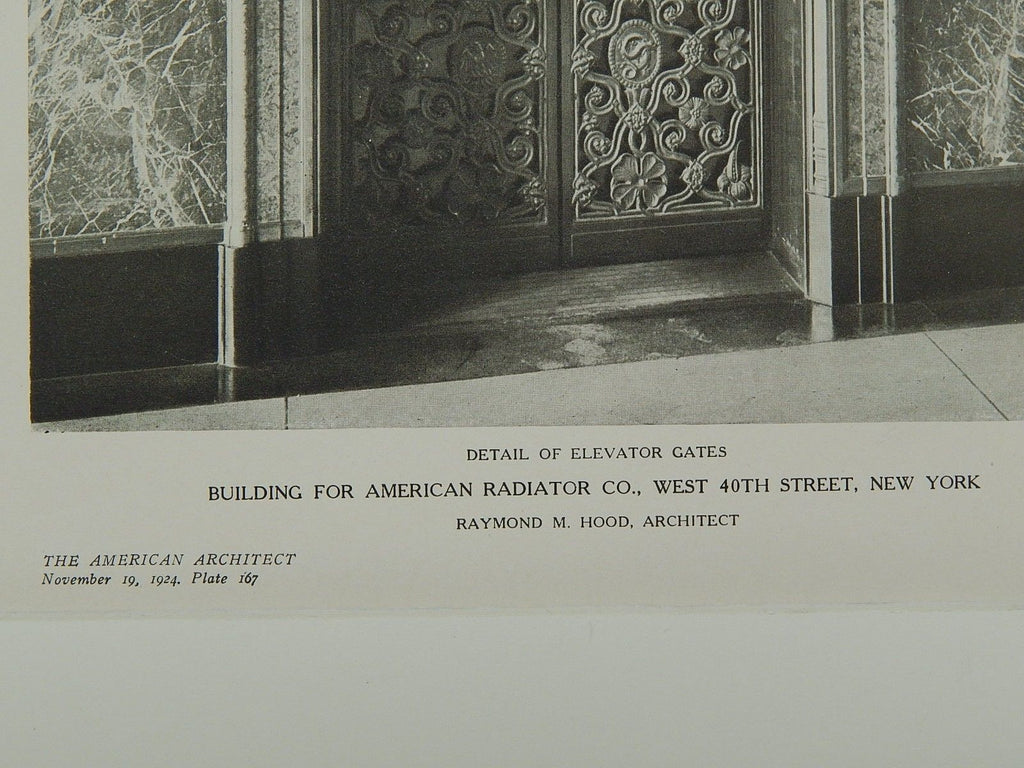 DETAIL OF ELEVATOR GATES
BUILDING FOR AMERICAN RADIATOR CO., WEST 40TH STREET, NEW YORK
RAYMOND M. HOOD, ARCHITECT
THE AMERICAN ARCHITECT
November 19, 1924. Plate 167